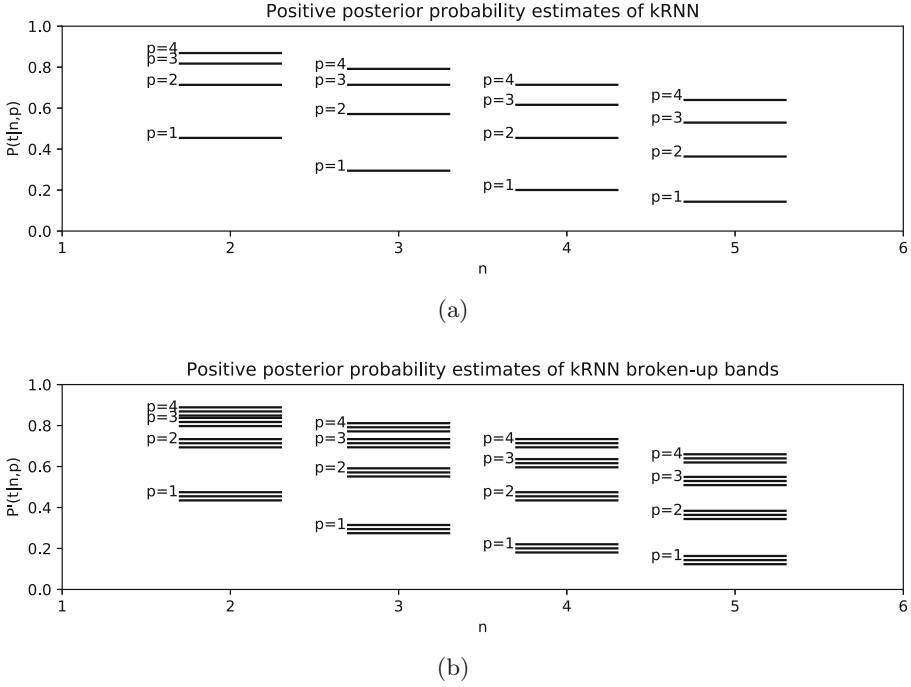 Positive posterior probability estimates of kRNN
1.0
0.8
0.6
0.4
0.2
0.0
P(t|n,p)
p=4
p=3
p=2
p=1
p=4
p=3
p=2
p=1
p=4
p=3
p=2
p=1
p=4
p=3
p=2
p=1
1 2 3 4 5 6
n
(a)
Positive posterior probability estimates of kRNN broken-up bands
1.0
0.8
0.6
0.4
0.2
0.0
P'(t|n,p)
p=4
p=3
p=2
p=1
p=4
p=3
p=2
p=1
p=4
p=3
p=2
p=1
p=4
p=3
p=2
p=1
1 2 3 4 5 6
n
(b)